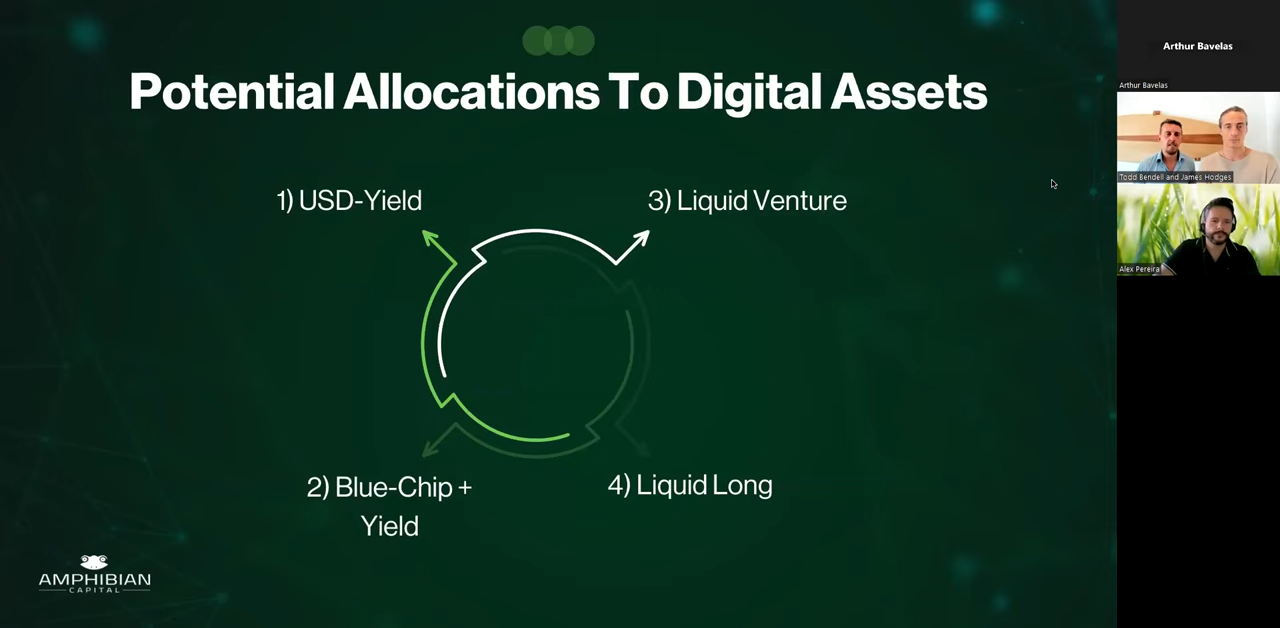 Potential Allocations To Digital Assets
1) USD-Yield
3) Liquid Venture
2) Blue-Chip +
Yield
4) Liquid Long
AMPHIBIAN
CAPITAL
Arthur Bavelas
Arthur Bavelas
Todd Bendell and James Hodges
Alex Pereira